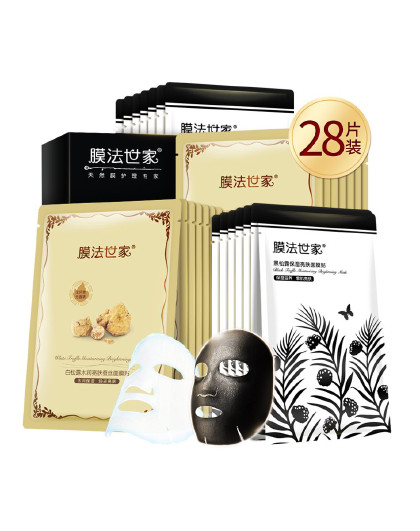 膜法世家®
28片装
膜法世家®
天然膜护理专家
膜法世家®
膜法世家®
膜法世家®
黑松露保湿亮肤面膜贴
Black Truffle Moisturizing Brightening Mask
White Truffle Moisturizing Brightening
白松露水润潮肤蚕丝面膜